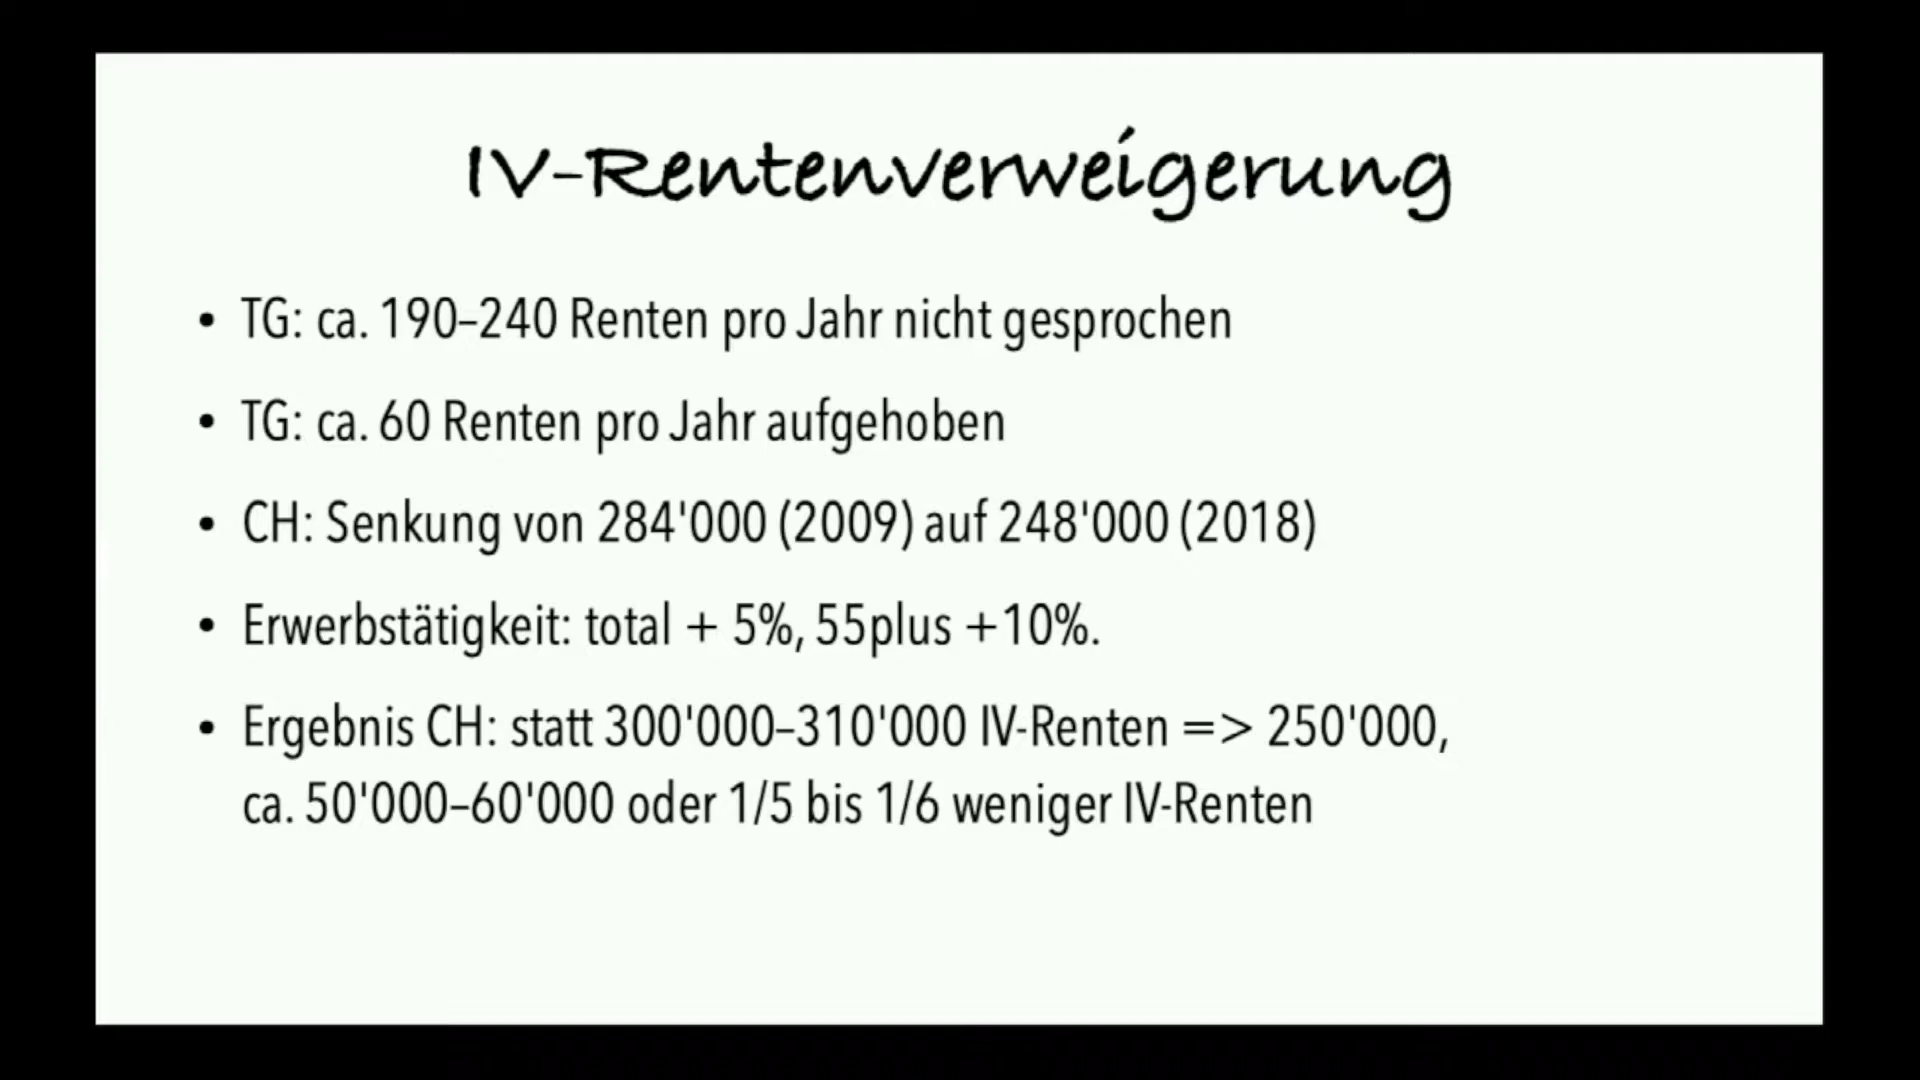 IV-Rentenverweigerung
• TG: ca. 190–240 Renten pro Jahr nicht gesprochen
• TG: ca. 60 Renten pro Jahr aufgehoben
• CH: Senkung von 284'000 (2009) auf 248'000 (2018)
• Erwerbstätigkeit: total + 5%, 55plus +10%.
• Ergebnis CH: statt 300'000–310'000 IV-Renten => 250'000,
ca. 50'000–60'000 oder 1/5 bis 1/6 weniger IV-Renten